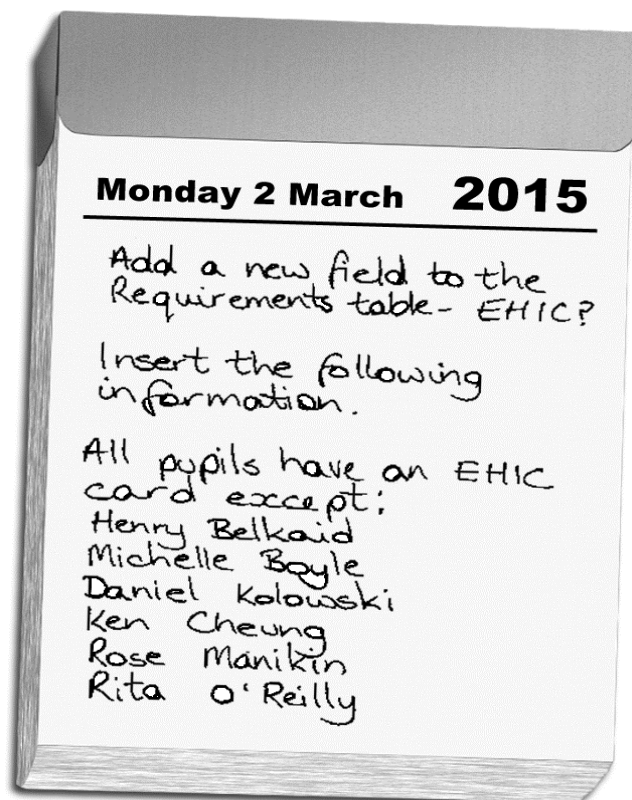 Monday 2 March 2015
Add a new field to the
Requirements table- EHIC?
Insert the following
information.
All pupils have an EHIC
card except:
Henry Belkaid
Michelle Boyle
Daniel Kolowski
Ken Cheung
Rose Manikin
Rita O'Reilly